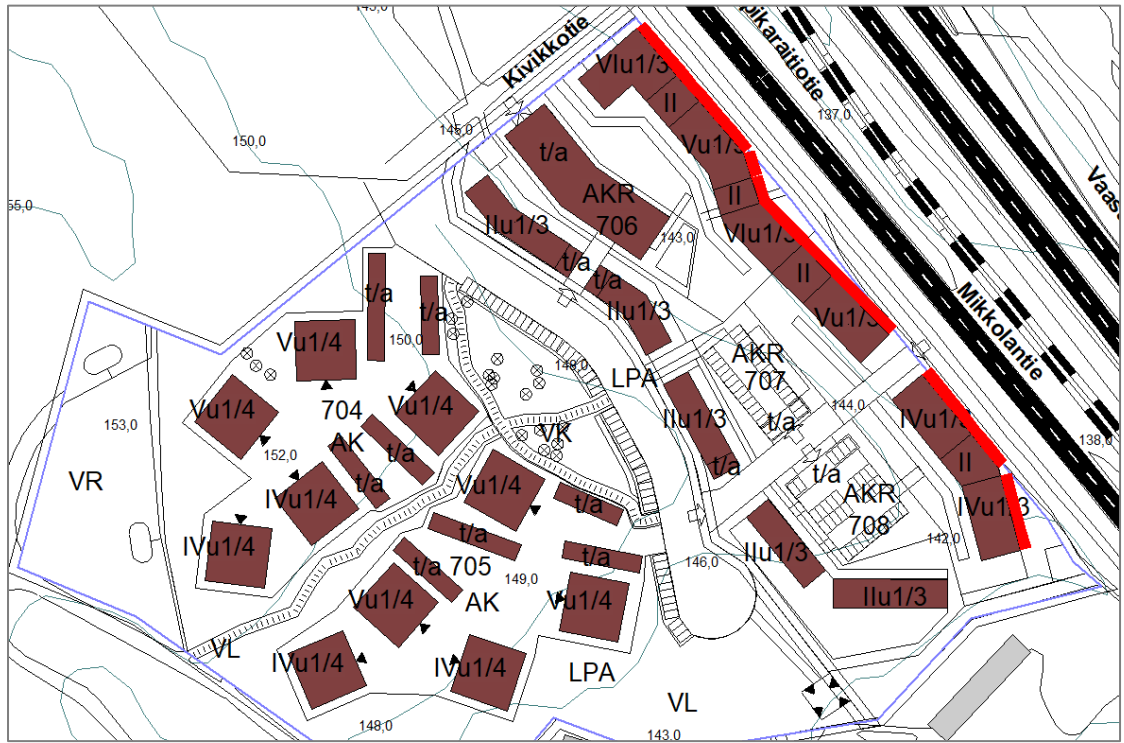 145,0
Kivikkotie
pikaraitiotie
137,0
Vaas
VIu1/3
II
150,0
145,0
t/a
Vu1/3
AKR
706
II
55,0
IIu1/3
143,0
VIu1/3
t/a
t/a
II
t/a
t/a
IIu1/3
Vu1/3
Mikkolantie
Vu1/4
150,0
149,0
LPA
AKR
707
144,0
Vu1/4
704
Vu1/4
IIu1/3
t/a
IVu1/3
138,0
153,0
AK
t/a
VK
152,0
VR
t/a
t/a
t/a
II
AKR
708
IVu1/4
Vu1/4
t/a
IVu1/3
IVu1/4
t/a
705
149,0
t/a
t/a
146,0
IIu1/3
142,0
AK
Vu1/4
Vu1/4
IIu1/3
VL
IVu1/4
IVu1/4
LPA
VL
148,0
143,0